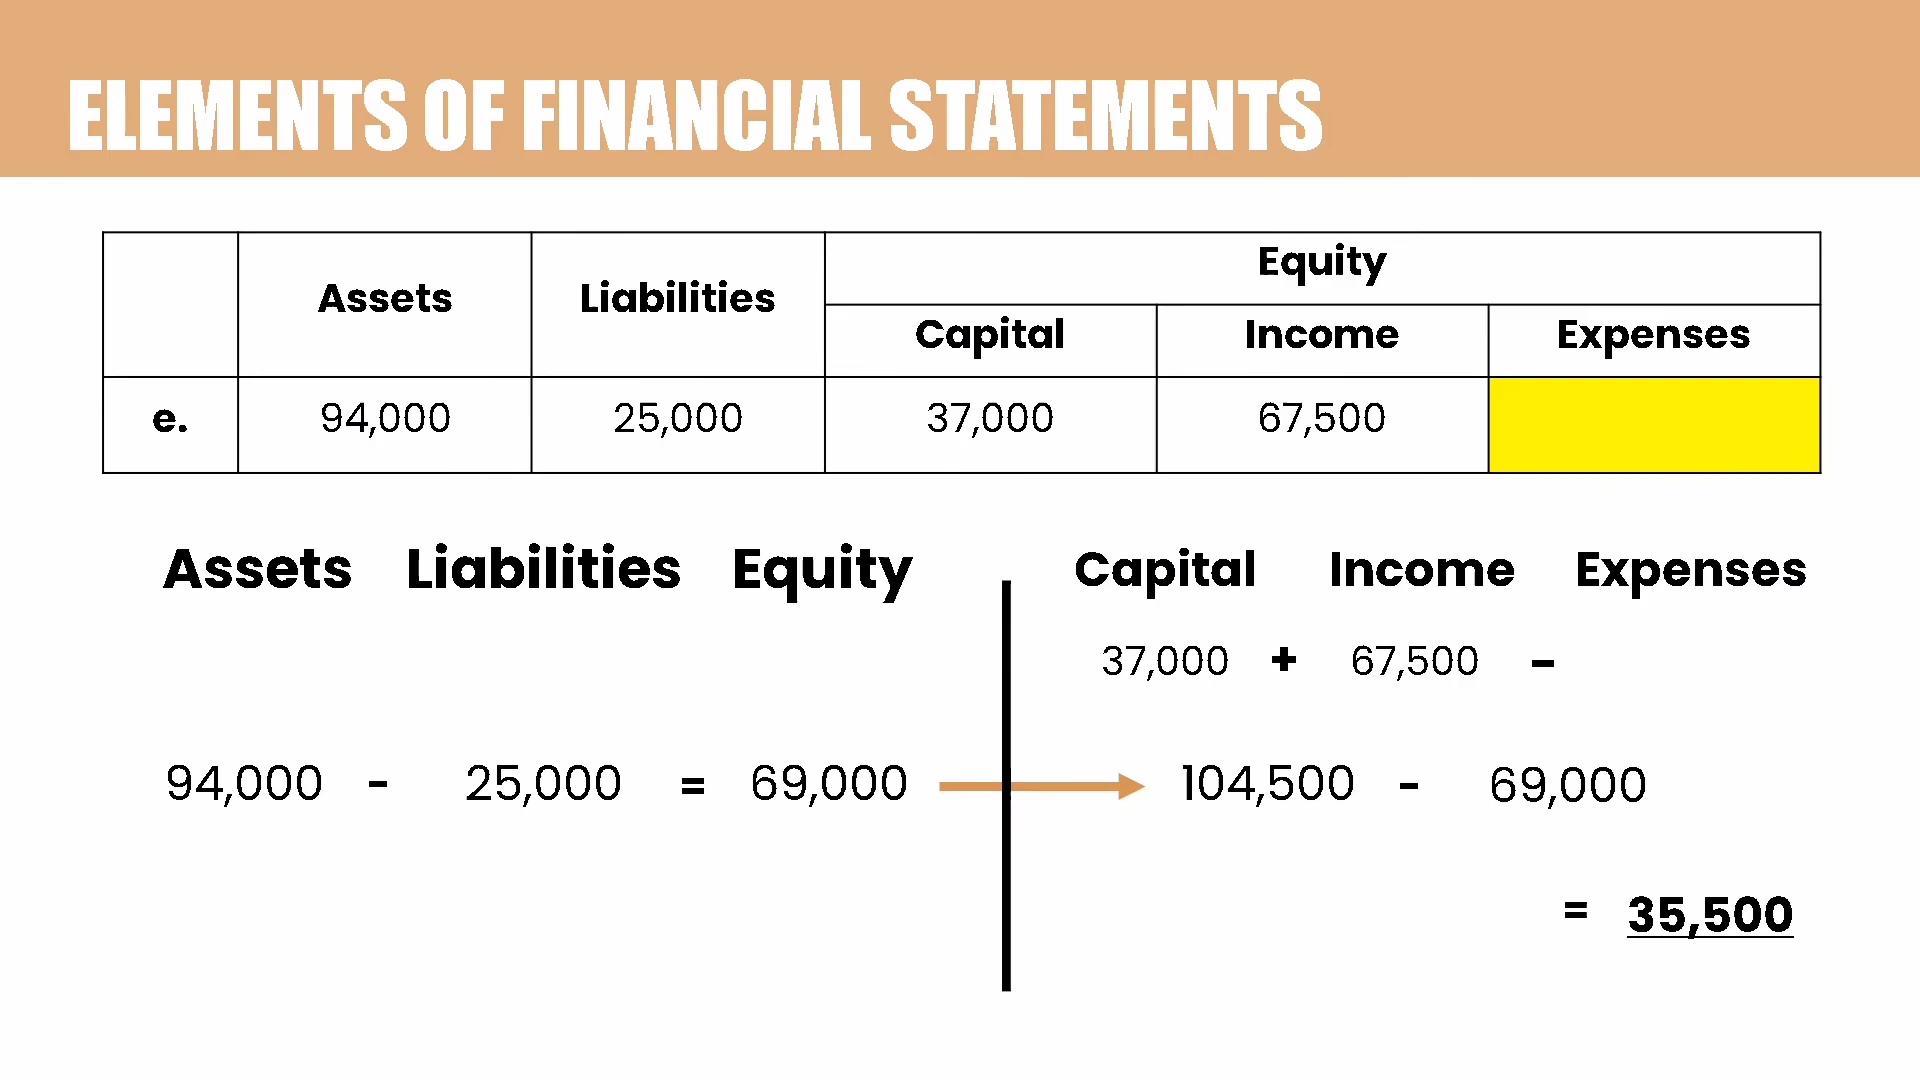 ELEMENTS OF FINANCIAL STATEMENTS
Equity
Assets Liabilities
Capital Income Expenses
e. 94,000 25,000 37,000 67,500
Assets Liabilities Equity
94,000 - 25,000 = 69,000
Capital Income Expenses
37,000 + 67,500 -
104,500 - 69,000
= 35,500